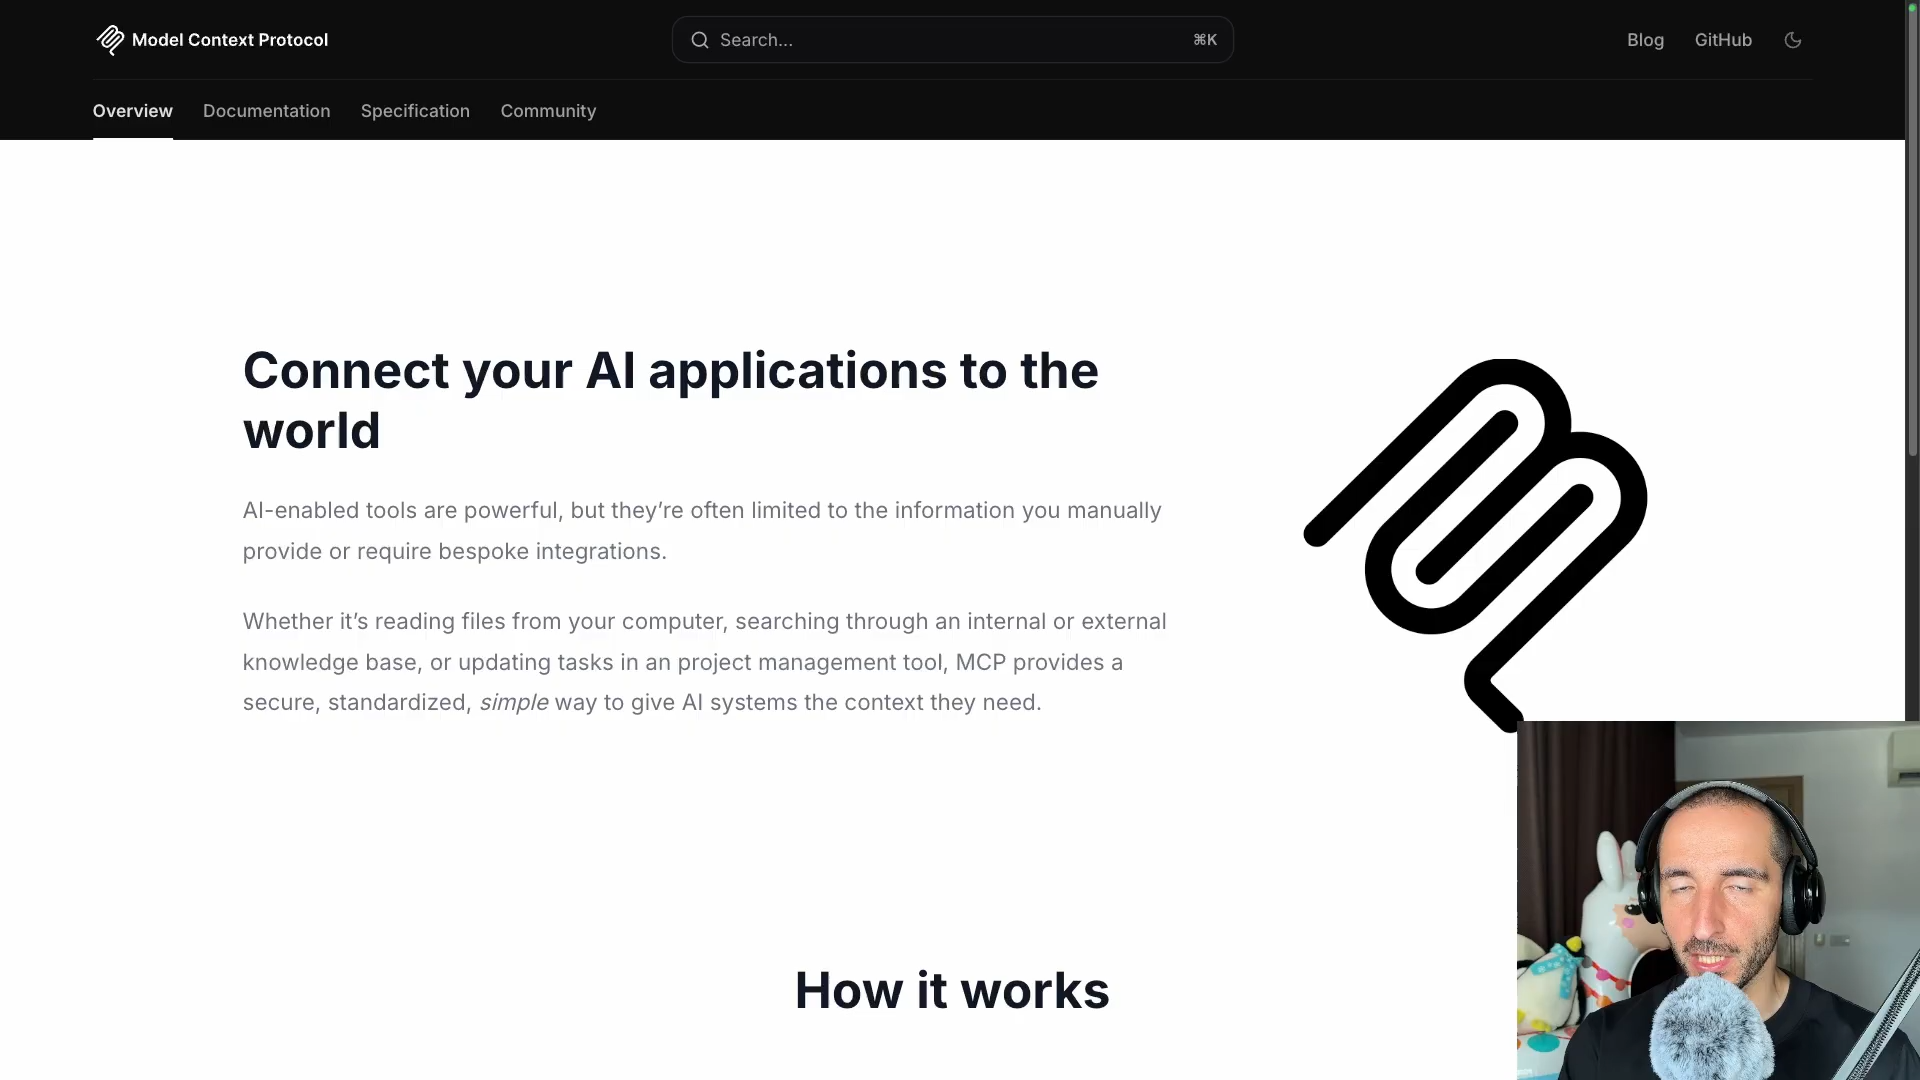 Model Context Protocol
Search...
⌘K
Blog
GitHub
Overview
Documentation
Specification
Community
Connect your AI applications to the
world
AI-enabled tools are powerful, but they’re often limited to the information you manually
provide or require bespoke integrations.
Whether it’s reading files from your computer, searching through an internal or external
knowledge base, or updating tasks in an project management tool, MCP provides a
secure, standardized, simple way to give AI systems the context they need.
How it works